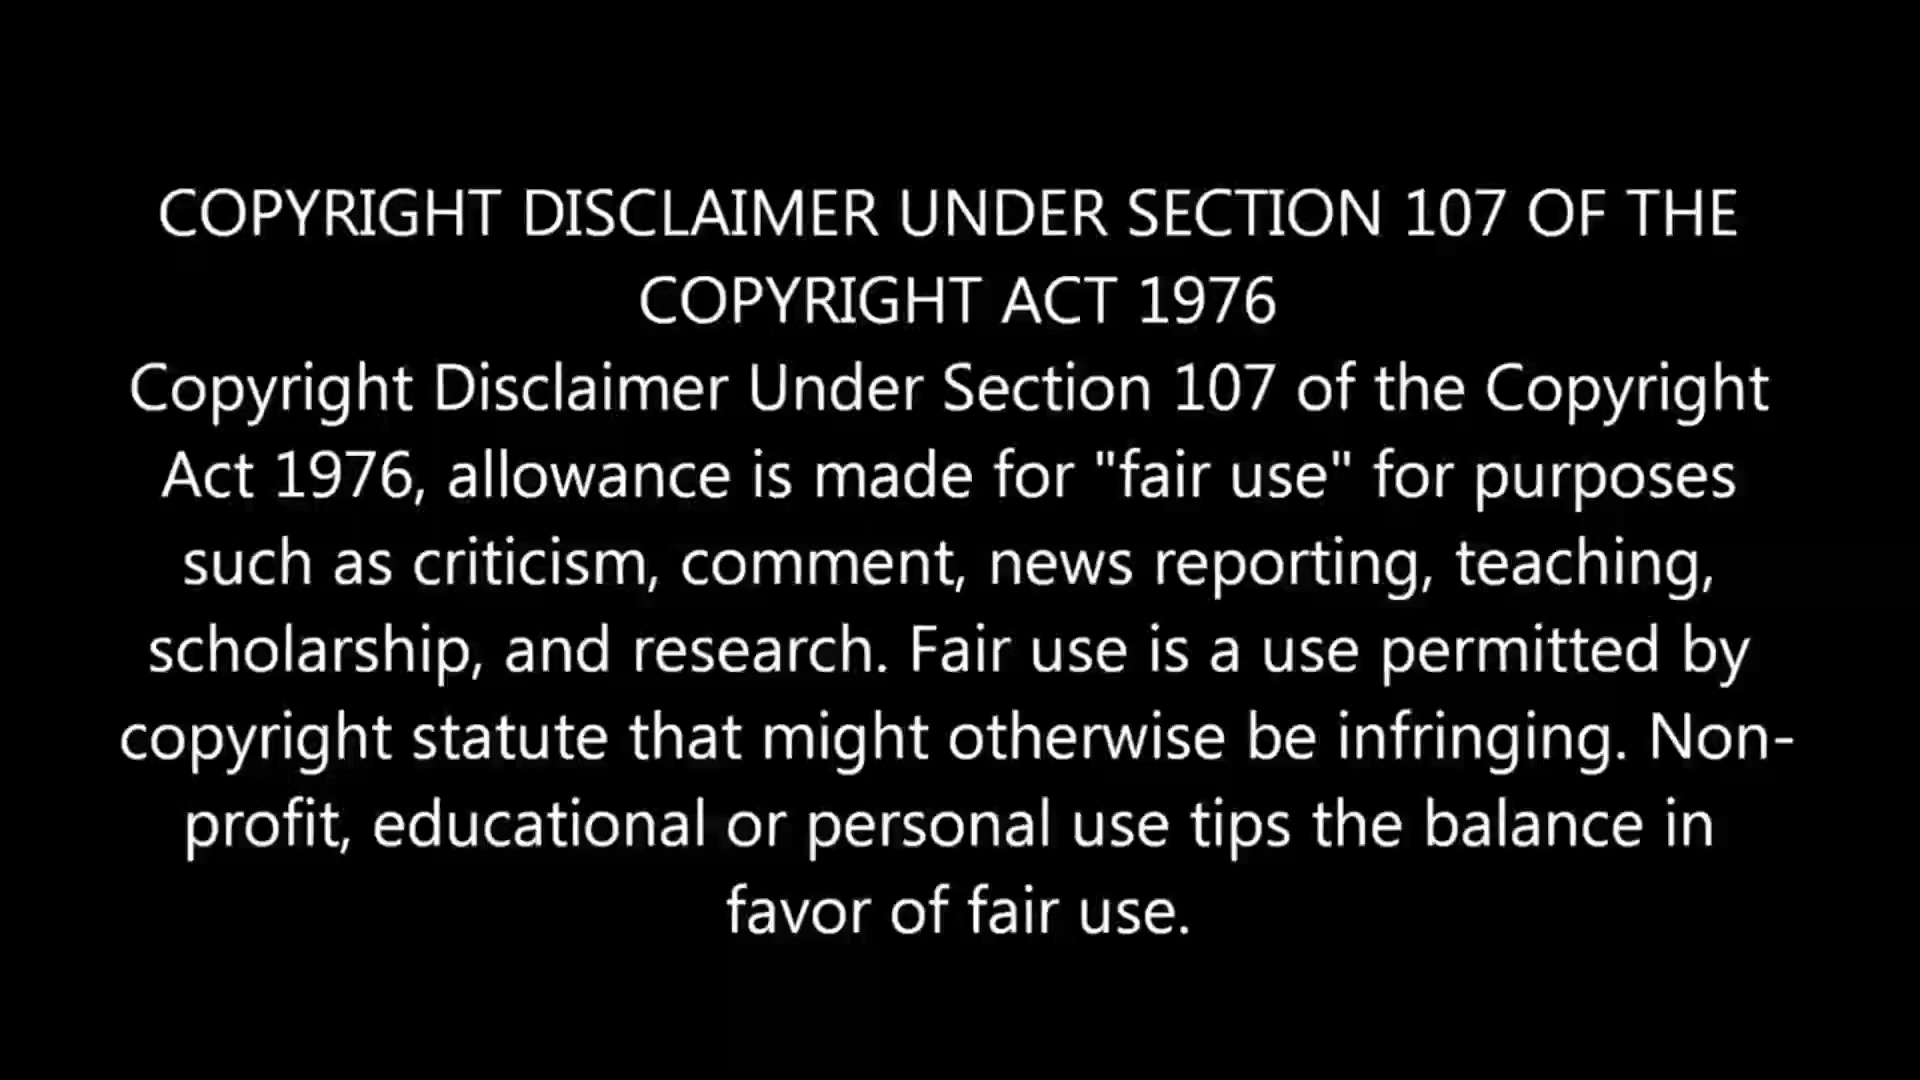 COPYRIGHT DISCLAIMER UNDER SECTION 107 OF THE
COPYRIGHT ACT 1976
Copyright Disclaimer Under Section 107 of the Copyright
Act 1976, allowance is made for "fair use" for purposes
such as criticism, comment, news reporting, teaching,
scholarship, and research. Fair use is a use permitted by
copyright statute that might otherwise be infringing. Non-
profit, educational or personal use tips the balance in
favor of fair use.